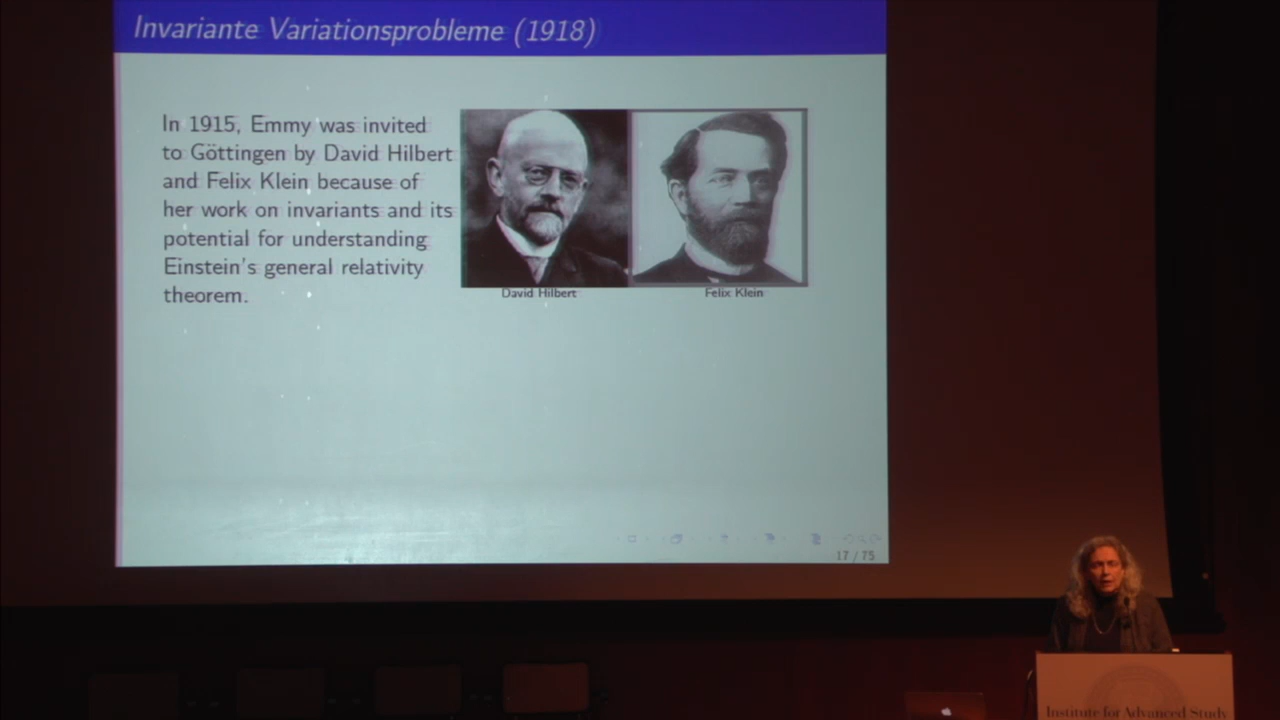 Invariante Variationsprobleme (1918)
In 1915, Emmy was invited
to Göttingen by David Hilbert
and Felix Klein because of
her work on invariants and its
potential for understanding
Einstein's general relativity
theorem.
David Hilbert
Felix Klein
17 / 75
Institute for Advanced Study